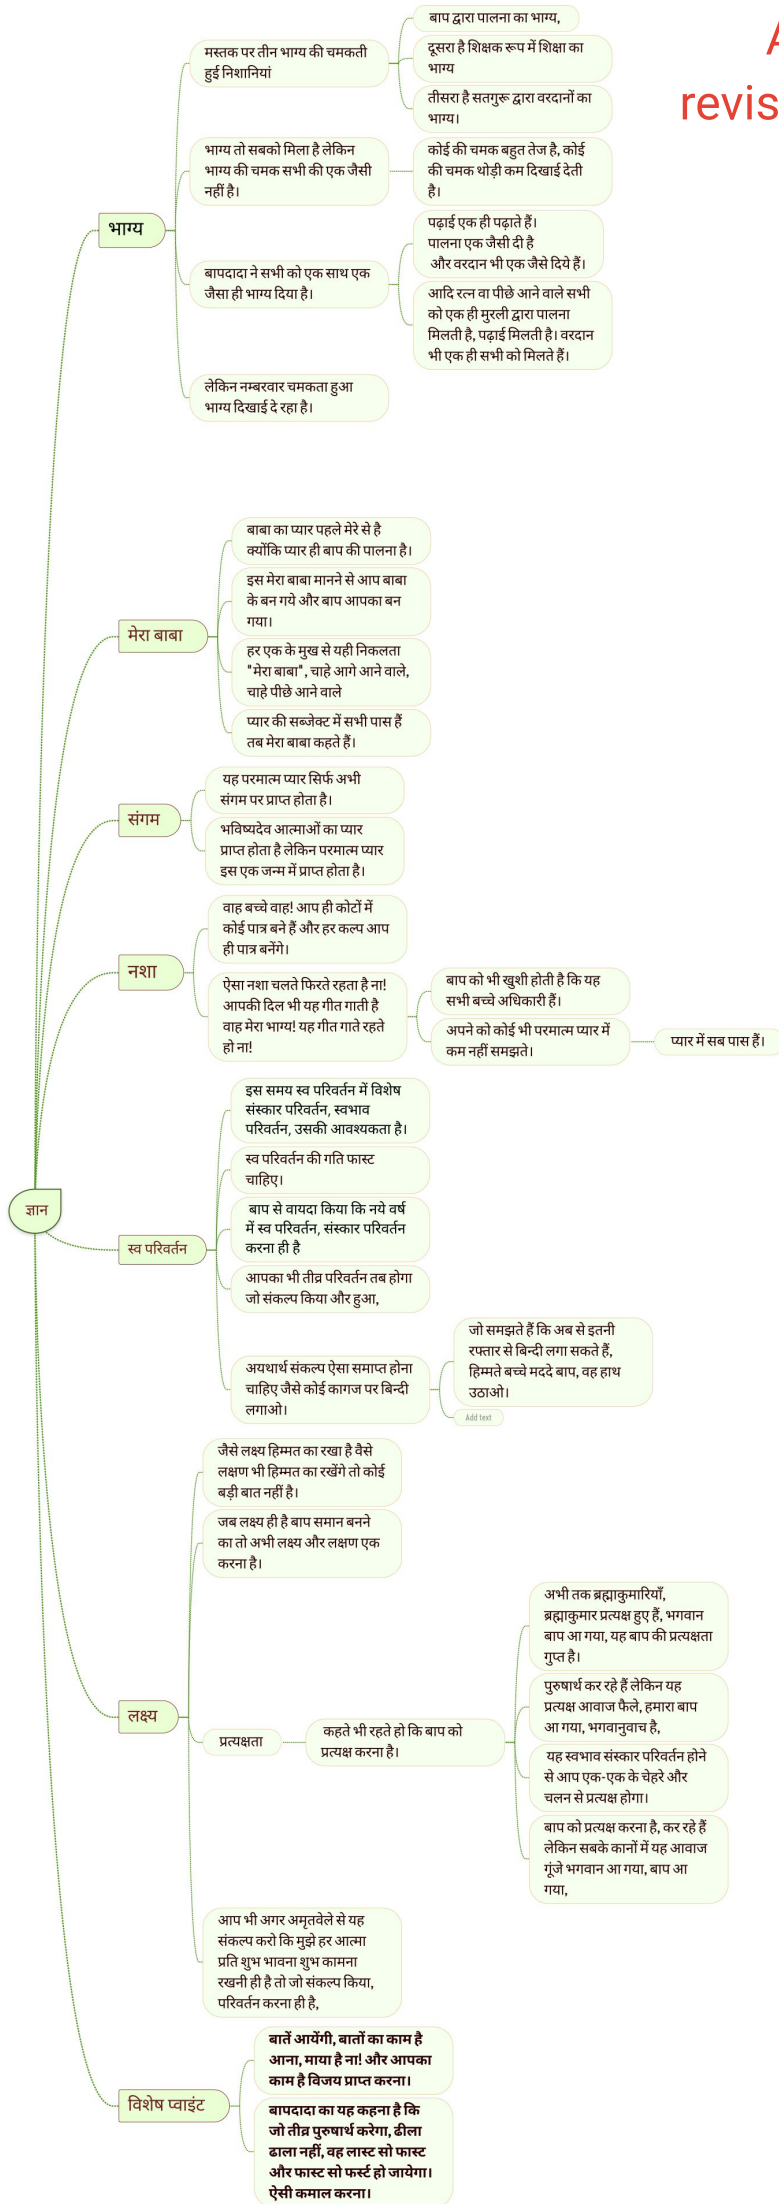 A
revis
बाप द्वारा पालना का भाग्य,
मस्तक पर तीन भाग्य की चमकती
हुई निशानियां
दूसरा है शिक्षक रूप में शिक्षा का
भाग्य
तीसरा है सतगुरू द्वारा वरदानों का
भाग्य।
भाग्य तो सबको मिला है लेकिन
भाग्य की चमक सभी की एक जैसी
नहीं है।
कोई की चमक बहुत तेज है, कोई
की चमक थोड़ी कम दिखाई देती
है।
भाग्य
पढ़ाई एक ही पढ़ाते हैं।
पालना एक जैसी दी है
और वरदान भी एक जैसे दिये हैं।
बापदादा ने सभी को एक साथ एक
जैसा ही भाग्य दिया है।
आदि रत्न वा पीछे आने वाले सभी
को एक ही मुरली द्वारा पालना
मिलती है, पढ़ाई मिलती है। वरदान
भी एक ही सभी को मिलते हैं।
लेकिन नम्बरवार चमकता हुआ
भाग्य दिखाई दे रहा है।
बाबा का प्यार पहले मेरे से है
क्योंकि प्यार ही बाप की पालना है।
इस मेरा बाबा मानने से आप बाबा
के बन गये और बाप आपका बन
गया।
मेरा बाबा
हर एक के मुख से यही निकलता
"मेरा बाबा", चाहे आगे आने वाले,
चाहे पीछे आने वाले
प्यार की सब्जेक्ट में सभी पास हैं
तब मेरा बाबा कहते हैं।
यह परमात्म प्यार सिर्फ अभी
संगम पर प्राप्त होता है।
संगम
भविष्यदेव आत्माओं का प्यार
प्राप्त होता है लेकिन परमात्म प्यार
इस एक जन्म में प्राप्त होता है।
वाह बच्चे वाह! आप ही कोटों में
कोई पात्र बने हैं और हर कल्प आप
ही पात्र बनेंगे।
नशा
ऐसा नशा चलते फिरते रहता है ना!
आपकी दिल भी यह गीत गाती है
वाह मेरा भाग्य! यह गीत गाते रहते
हो ना!
बाप को भी खुशी होती है कि यह
सभी बच्चे अधिकारी हैं।
अपने को कोई भी परमात्म प्यार में
कम नहीं समझते।
प्यार में सब पास हैं।
इस समय स्व परिवर्तन में विशेष
संस्कार परिवर्तन, स्वभाव
परिवर्तन, उसकी आवश्यकता है।
स्व परिवर्तन की गति फास्ट
चाहिए।
ज्ञान
स्व परिवर्तन
बाप से वायदा किया कि नये वर्ष
में स्व परिवर्तन, संस्कार परिवर्तन
करना ही है
आपका भी तीव्र परिवर्तन तब होगा
जो संकल्प किया और हुआ,
अयथार्थ संकल्प ऐसा समाप्त होना
चाहिए जैसे कोई कागज पर बिन्दी
लगाओ।
जो समझते हैं कि अब से इतनी
रफ्तार से बिन्दी लगा सकते हैं,
हिम्मते बच्चे मददे बाप, वह हाथ
उठाओ।
Add text
जैसे लक्ष्य हिम्मत का रखा है वैसे
लक्षण भी हिम्मत का रखेंगे तो कोई
बड़ी बात नहीं है।
जब लक्ष्य ही है बाप समान बनने
का तो अभी लक्ष्य और लक्षण एक
करना है।
लक्ष्य
प्रत्यक्षता
कहते भी रहते हो कि बाप को
प्रत्यक्ष करना है।
अभी तक ब्रह्माकुमारियाँ,
ब्रह्माकुमार प्रत्यक्ष हुए हैं, भगवान
बाप आ गया, यह बाप की प्रत्यक्षता
गुप्त है।
पुरुषार्थ कर रहे हैं लेकिन यह
प्रत्यक्ष आवाज फैले, हमारा बाप
आ गया, भगवानुवाच है,
यह स्वभाव संस्कार परिवर्तन होने
से आप एक-एक के चेहरे और
चलन से प्रत्यक्ष होगा।
बाप को प्रत्यक्ष करना है, कर रहे हैं
लेकिन सबके कानों में यह आवाज
गूंजे भगवान आ गया, बाप आ
गया,
आप भी अगर अमृतवेले से यह
संकल्प करो कि मुझे हर आत्मा
प्रति शुभ भावना शुभ कामना
रखनी ही है तो जो संकल्प किया,
परिवर्तन करना ही है,
विशेष प्वाइंट
बातें आयेंगी, बातों का काम है
आना, माया है ना! और आपका
काम है विजय प्राप्त करना।
बापदादा का यह कहना है कि
जो तीव्र पुरुषार्थ करेगा, ढीला
ढाला नहीं, वह लास्ट सो फास्ट
और फास्ट सो फर्स्ट हो जायेगा।
ऐसी कमाल करना।